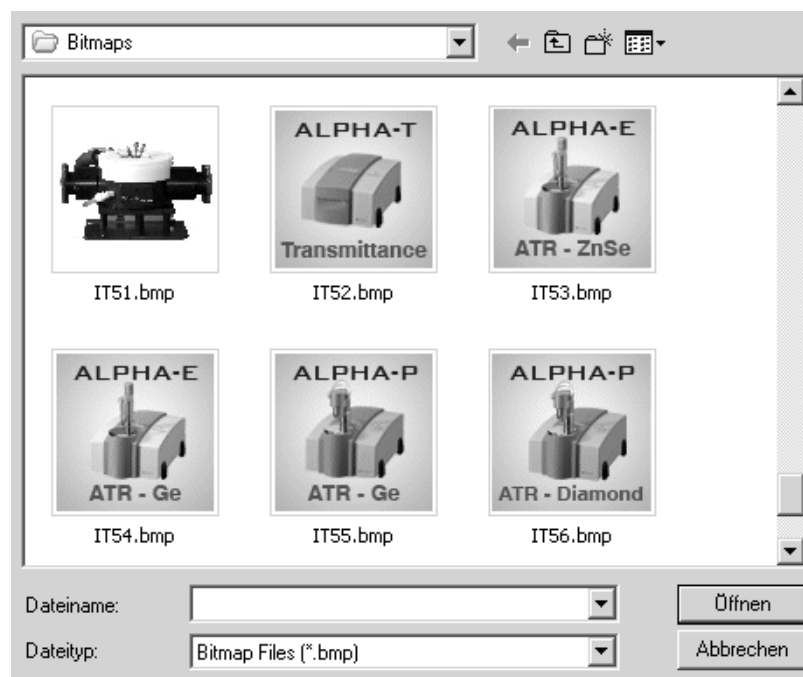 Bitmaps
ALPHA-T
Transmittance
ALPHA-E
ATR - ZnSe
IT51.bmp
IT52.bmp
IT53.bmp
ALPHA-E
ATR - Ge
ALPHA-P
ATR - Ge
ALPHA-P
ATR - Diamond
IT54.bmp
IT55.bmp
IT56.bmp
Dateiname:
Öffnen
Dateityp:
Bitmap Files (*.bmp)
Abbrechen